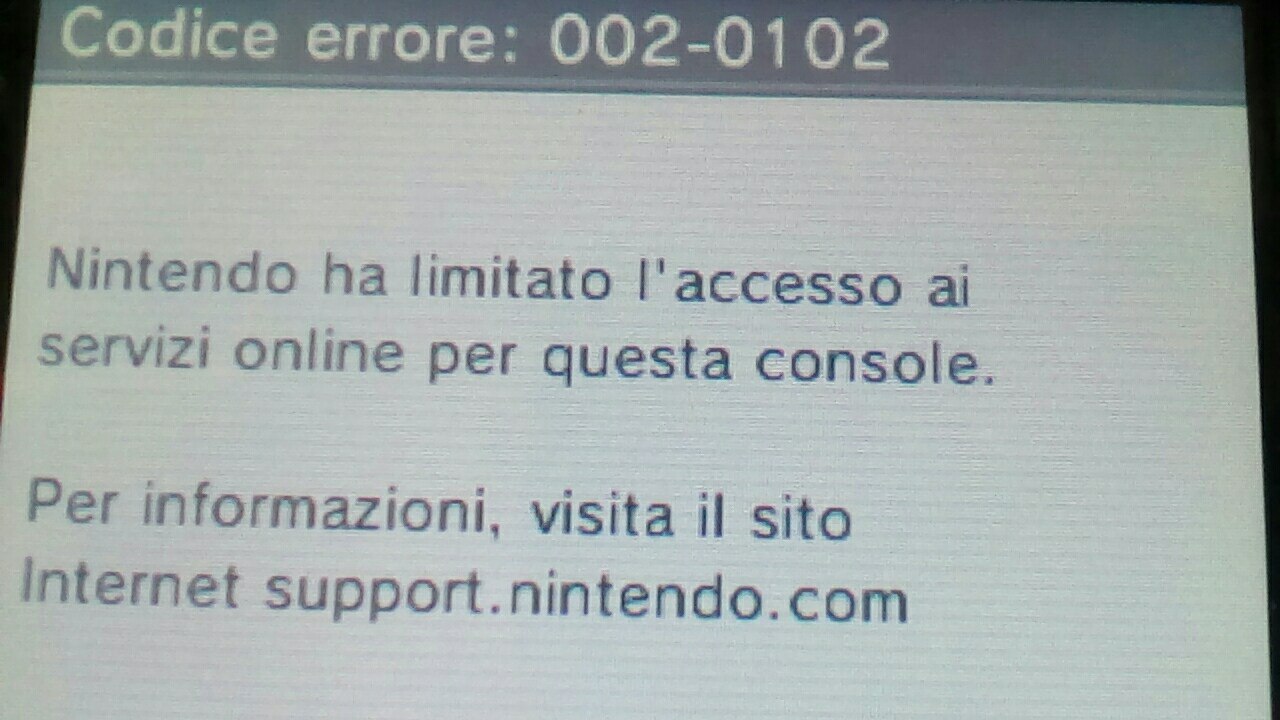 Codice errore: 002-0102
Nintendo ha limitato l'accesso ai
servizi online per questa console.
Per informazioni, visita il sito
Internet support.nintendo.com